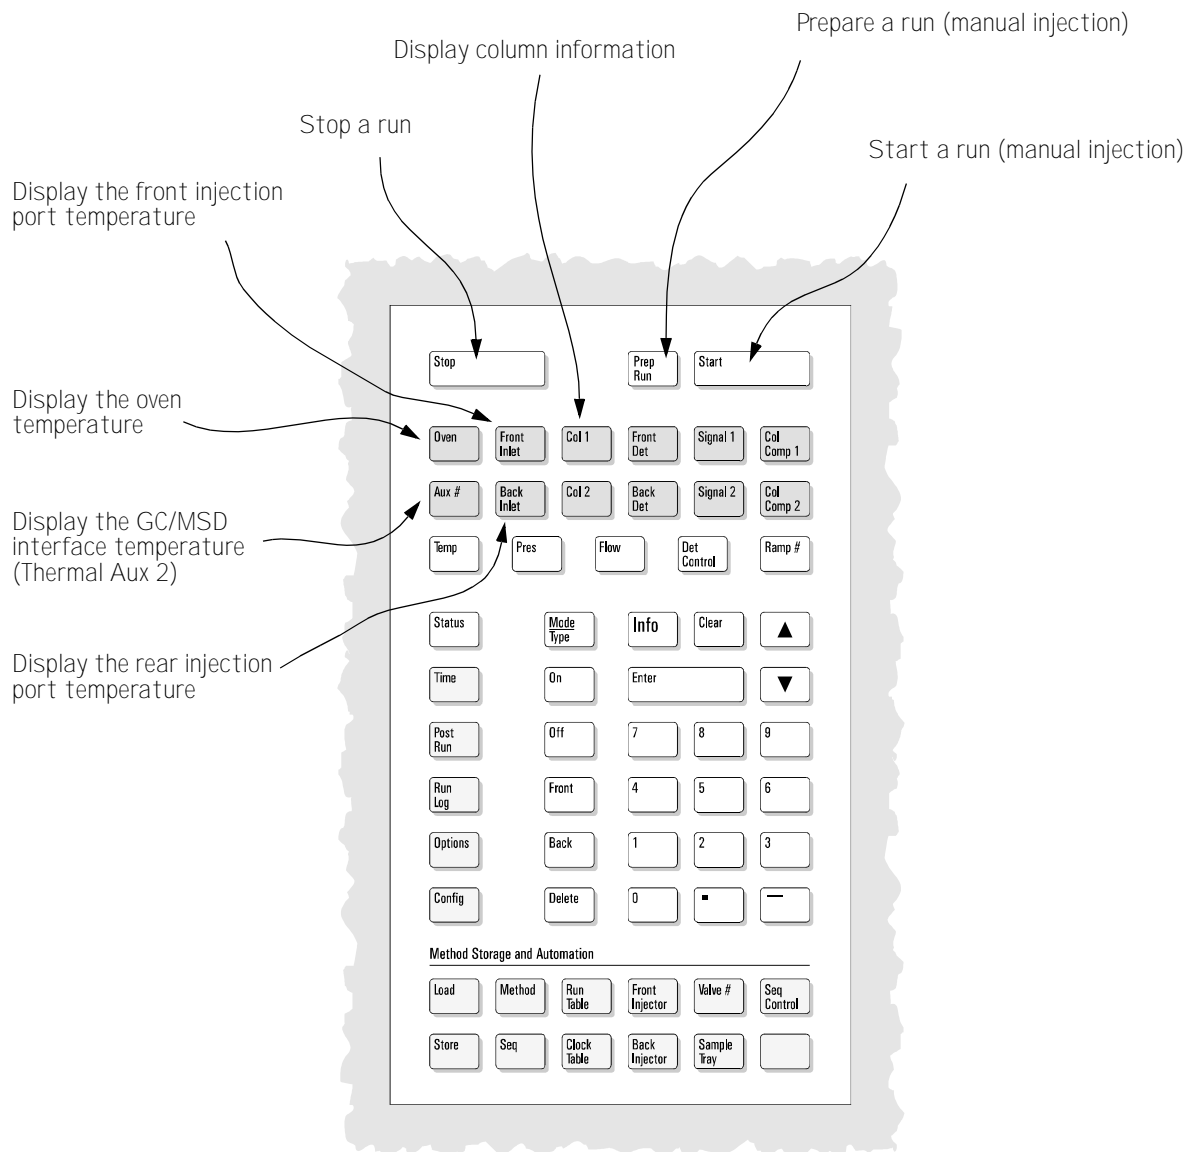 Prepare a run (manual injection)
Display column information
Stop a run
Start a run (manual injection)
Display the front injection
port temperature
Display the oven
temperature
Display the GC/MSD
interface temperature
(Thermal Aux 2)
Display the rear injection
port temperature
Stop
Prep
Run
Start
Oven
Front
Inlet
Col 1
Front
Det
Signal 1
Col
Comp 1
Aux #
Back
Inlet
Col 2
Back
Det
Signal 2
Col
Comp 2
Temp
Pres
Flow
Det
Control
Ramp #
Status
Mode
Type
Info
Clear
▲
Time
On
Enter
▼
Post
Run
Off
7
8
9
Run
Log
Front
4
5
6
Options
Back
1
2
3
Config
Delete
0
.
—
Method Storage and Automation
Load
Method
Run
Table
Front
Injector
Valve #
Seq
Control
Store
Seq
Clock
Table
Back
Injector
Sample
Tray